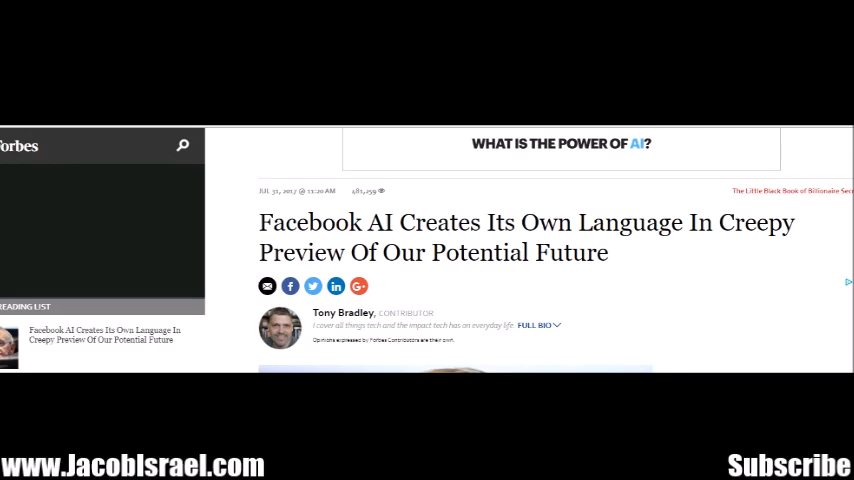 Forbes
WHAT IS THE POWER OF AI?
JUL 31, 2017 @ 11:20 AM 481,259
The Little Black Book of Billionaire Sec
Facebook AI Creates Its Own Language In Creepy
Preview Of Our Potential Future
READING LIST
Tony Bradley, CONTRIBUTOR
I cover all things tech and the impact tech has on everyday life. FULL BIO
Opinions expressed by Forbes Contributors are their own.
Facebook AI Creates Its Own Language In
Creepy Preview Of Our Potential Future
www.JacobIsrael.com
Subscribe